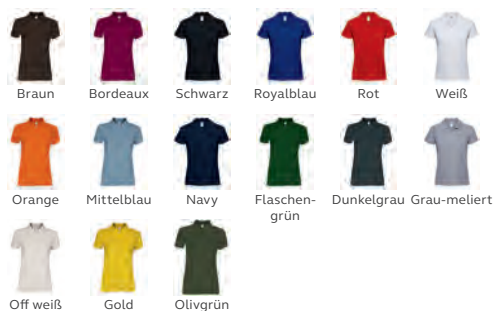 Braun Bordeaux Schwarz Royalblau Rot Weiß
Orange Mittelblau Navy Flaschen- Dunkelgrau Grau-meliert
grün
Off weiß Gold Olivgrün